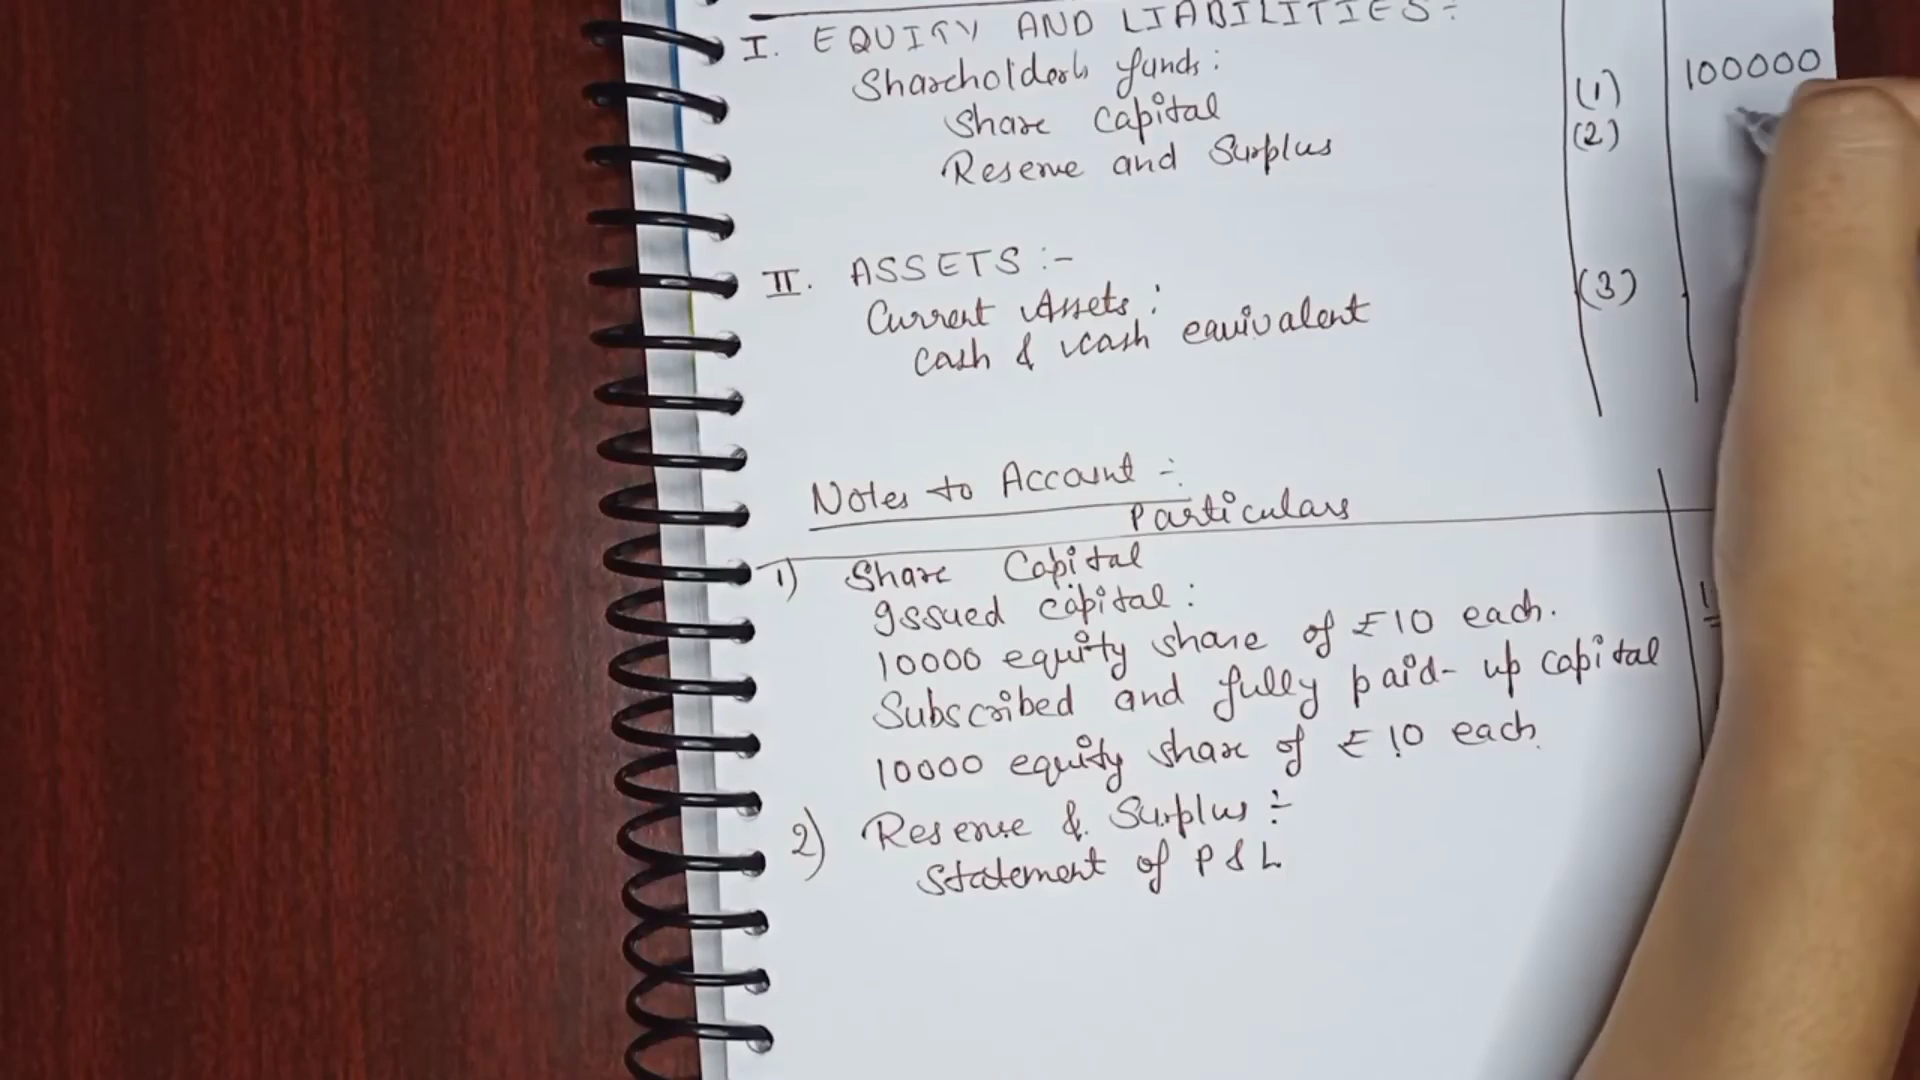 I. EQUITY AND LIABILITIES :-
Shareholder's funds :
Share Capital (1) 100000
Reserve and Surplus (2)
II. ASSETS :-
Current Assets :
Cash & cash equivalent (3)
Notes to Account :-
Particulars
1) Share Capital
Issued capital :
10000 equity share of ₹10 each.
Subscribed and fully paid-up capital
10000 equity share of ₹10 each.
2) Reserve & Surplus :-
Statement of P & L